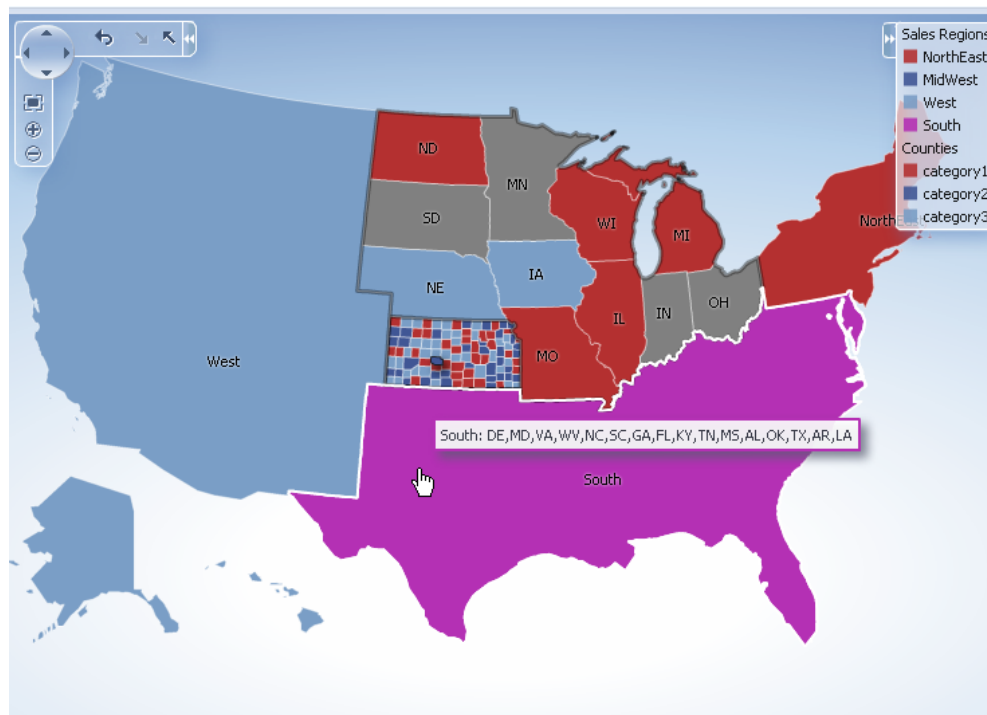 Sales Regions
NorthEast
MidWest
West
South
Counties
category1
category2
category3
ND
MN
SD
WI
MI
NE
IA
IL
IN
OH
MO
West
South: DE,MD,VA,WV,NC,SC,GA,FL,KY,TN,MS,AL,OK,TX,AR,LA
South